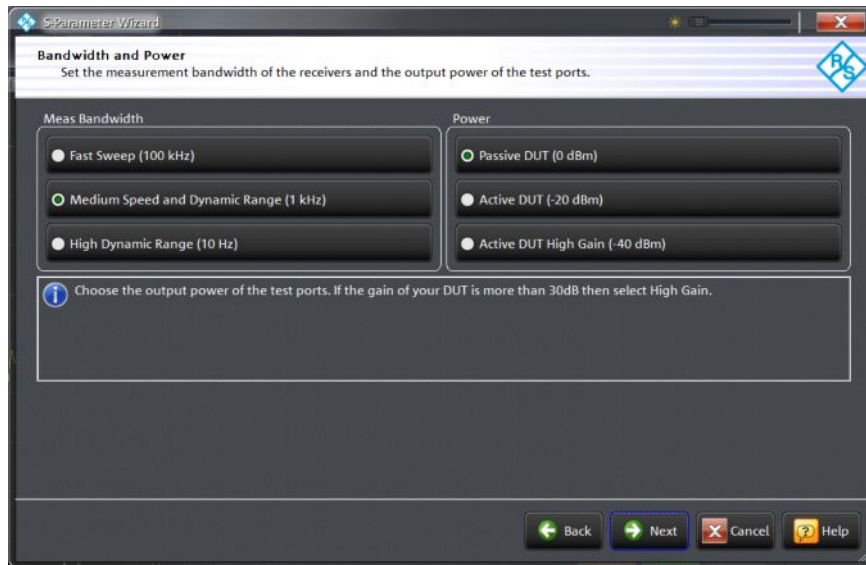 S-Parameter Wizard
Bandwidth and Power
Set the measurement bandwidth of the receivers and the output power of the test ports.
R&S
Meas Bandwidth
Fast Sweep (100 kHz)
Medium Speed and Dynamic Range (1 kHz)
High Dynamic Range (10 Hz)
Power
Passive DUT (0 dBm)
Active DUT (-20 dBm)
Active DUT High Gain (-40 dBm)
Choose the output power of the test ports. If the gain of your DUT is more than 30dB then select High Gain.
Back
Next
Cancel
Help